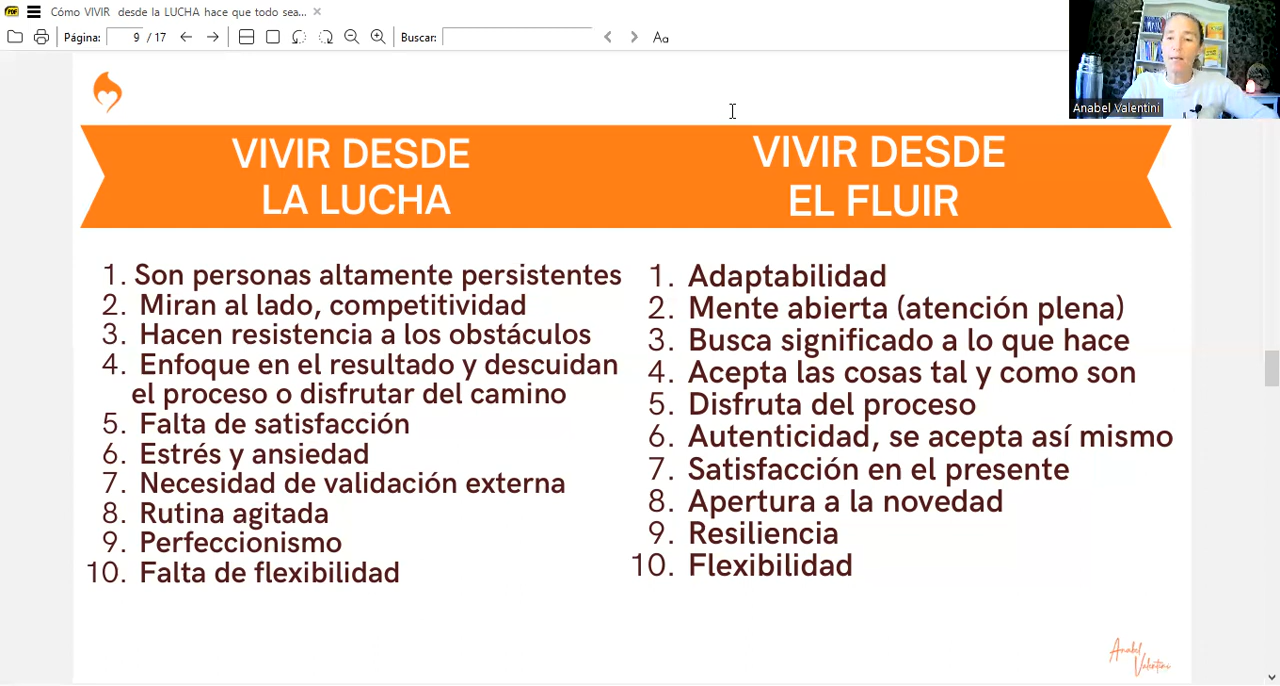 PDF
Cómo VIVIR desde la LUCHA hace que todo sea...
Página: 9 / 17
Buscar:
Aa
Anabel Valentini
VIVIR DESDE
LA LUCHA
1. Son personas altamente persistentes
2. Miran al lado, competitividad
3. Hacen resistencia a los obstáculos
4. Enfoque en el resultado y descuidan
el proceso o disfrutar del camino
5. Falta de satisfacción
6. Estrés y ansiedad
7. Necesidad de validación externa
8. Rutina agitada
9. Perfeccionismo
10. Falta de flexibilidad
VIVIR DESDE
EL FLUIR
1. Adaptabilidad
2. Mente abierta (atención plena)
3. Busca significado a lo que hace
4. Acepta las cosas tal y como son
5. Disfruta del proceso
6. Autenticidad, se acepta así mismo
7. Satisfacción en el presente
8. Apertura a la novedad
9. Resiliencia
10. Flexibilidad
Anabel
Valentini